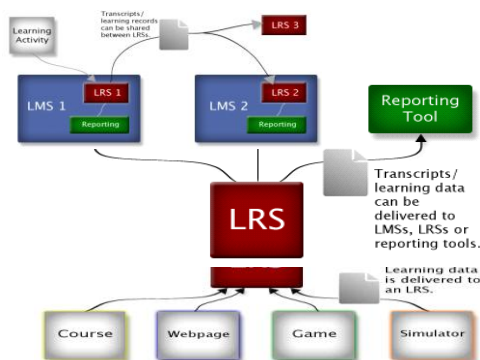 Learning
Activity
Transcripts/
learning records
can be shared
between LRSs.
LRS 3
LRS 1
LMS 1
Reporting
LRS 2
LMS 2
Reporting
Reporting
Tool
Transcripts/
learning data
can be
delivered to
LMSs, LRSs or
reporting tools.
LRS
Learning data
is delivered to
an LRS.
Course
Webpage
Game
Simulator